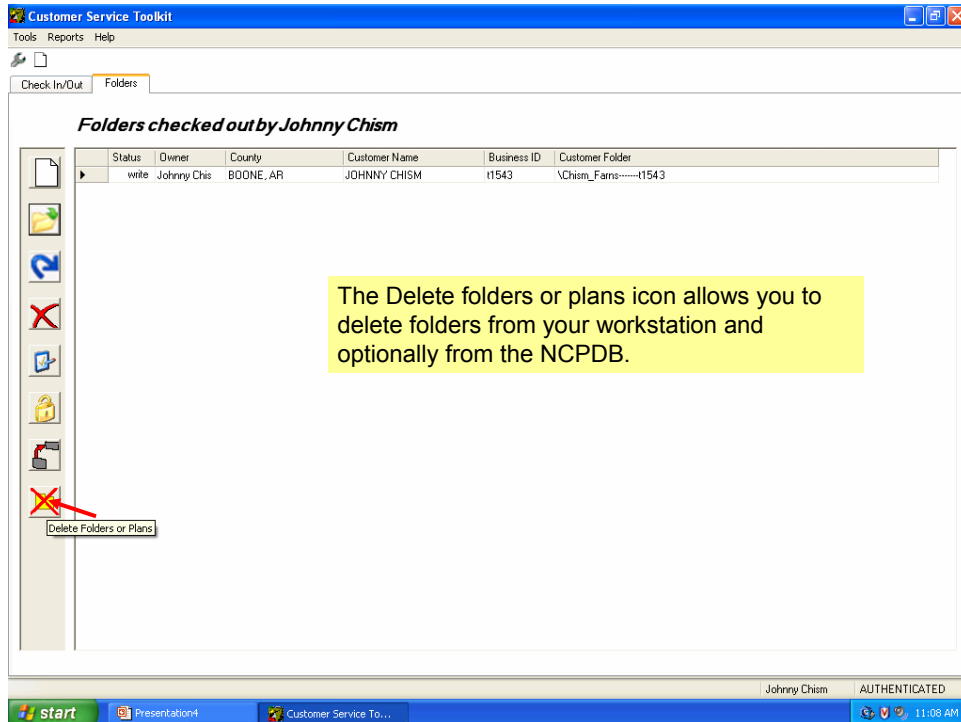 Customer Service Toolkit
Tools Reports Help
Check In/Out Folders
Folders checked out by Johnny Chism
Status Owner County Customer Name Business ID Customer Folder
write Johnny Chis BOONE, AR JOHNNY CHISM t1543 \Chism_Farns-------t1543
The Delete folders or plans icon allows you to
delete folders from your workstation and
optionally from the NCPDB.
Delete Folders or Plans
Johnny Chism AUTHENTICATED
start Presentation4 Customer Service To... 11:08 AM